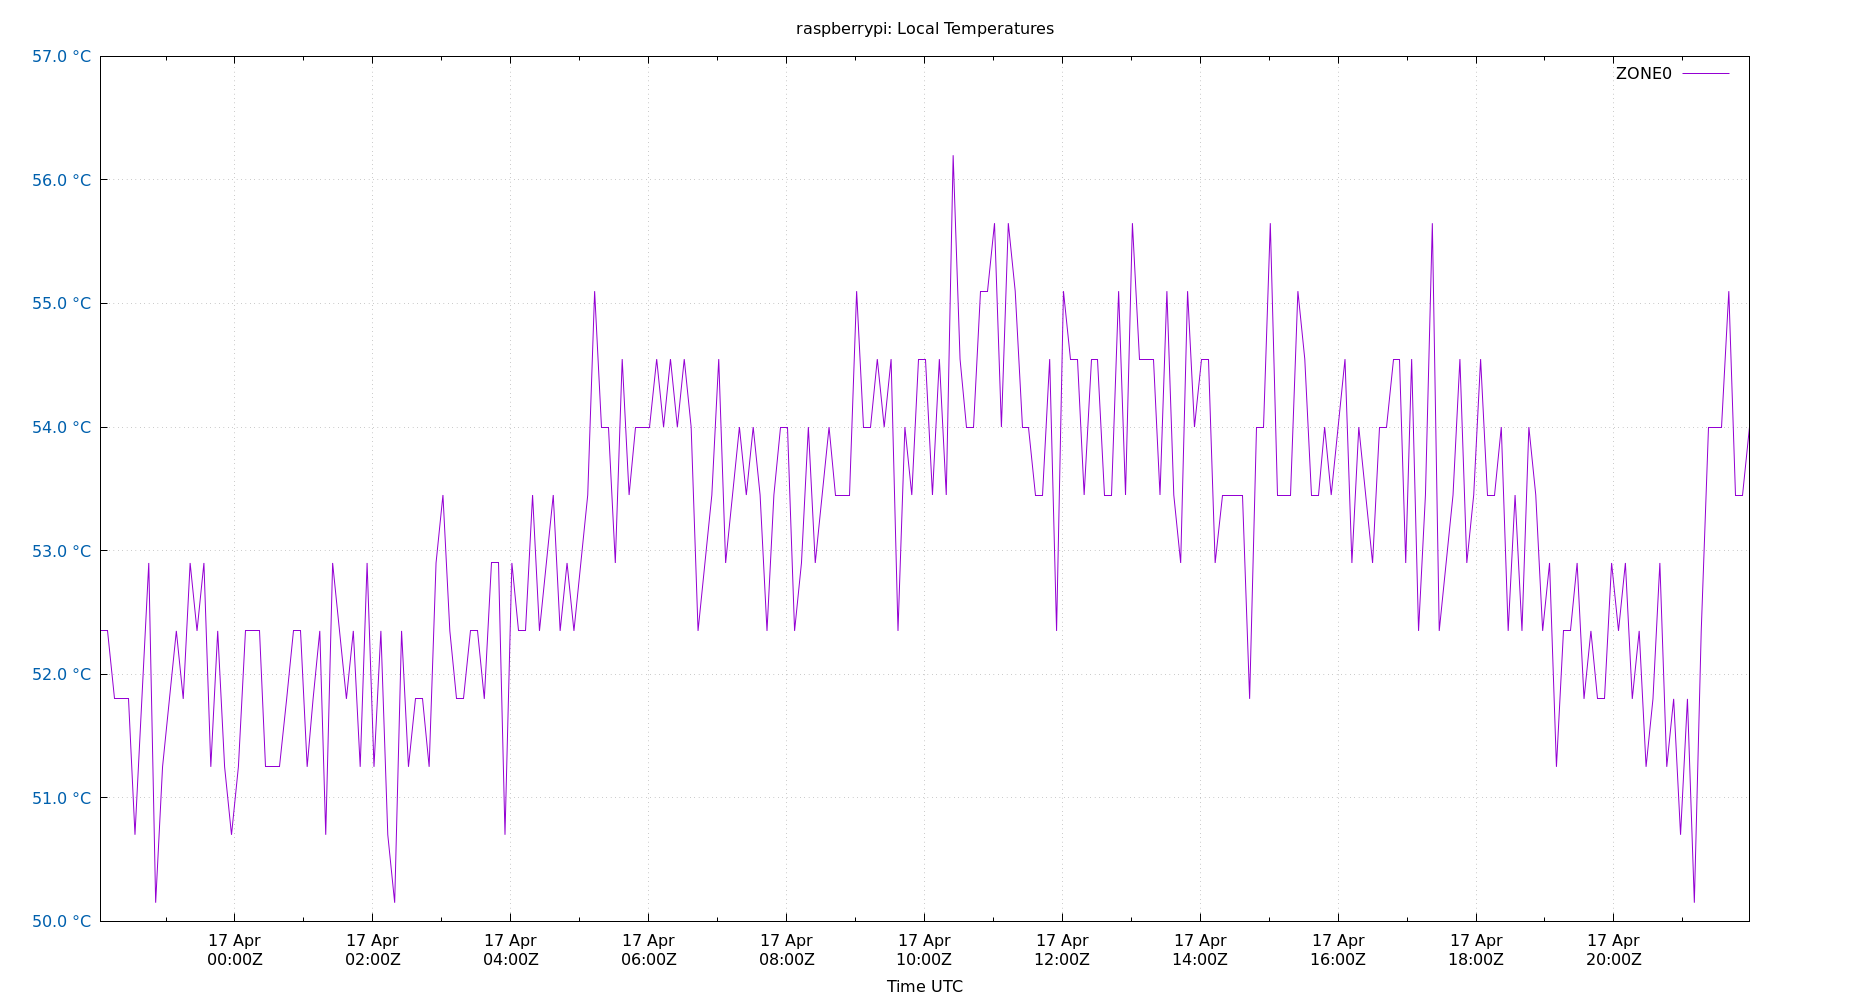 raspberrypi: Local Temperatures
57.0 °C
ZONE0
56.0 °C
55.0 °C
54.0 °C
53.0 °C
52.0 °C
51.0 °C
50.0 °C
17 Apr 17 Apr 17 Apr 17 Apr 17 Apr 17 Apr 17 Apr 17 Apr 17 Apr 17 Apr 17 Apr
00:00Z 02:00Z 04:00Z 06:00Z 08:00Z 10:00Z 12:00Z 14:00Z 16:00Z 18:00Z 20:00Z
Time UTC